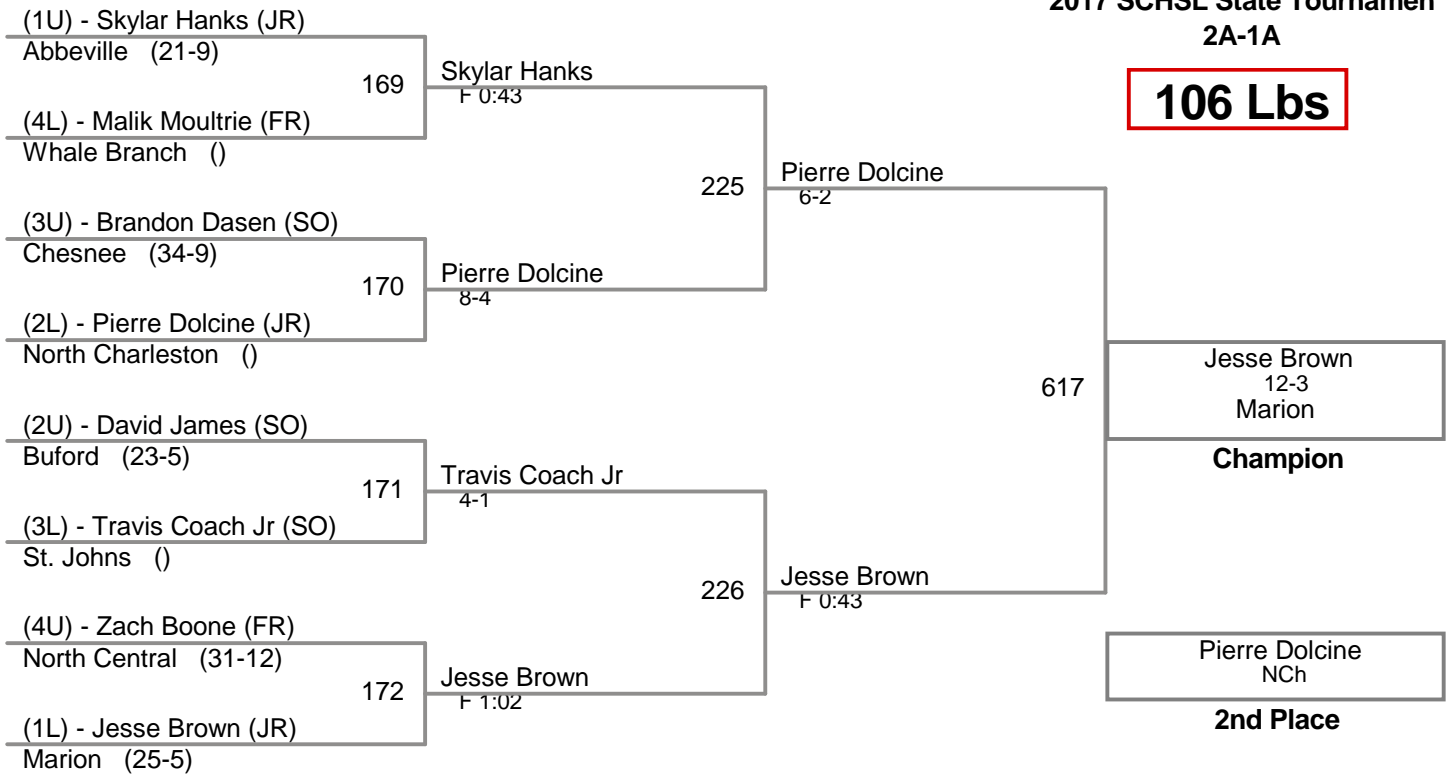 2017 SCHSL State Tournamen
2A-1A
106 Lbs
(1U) - Skylar Hanks (JR)
Abbeville (21-9)
169
Skylar Hanks
F 0:43
(4L) - Malik Moultrie (FR)
Whale Branch ()
225
Pierre Dolcine
6-2
(3U) - Brandon Dasen (SO)
Chesnee (34-9)
170
Pierre Dolcine
8-4
(2L) - Pierre Dolcine (JR)
North Charleston ()
617
Jesse Brown
12-3
Marion
Champion
(2U) - David James (SO)
Buford (23-5)
171
Travis Coach Jr
4-1
(3L) - Travis Coach Jr (SO)
St. Johns ()
226
Jesse Brown
F 0:43
(4U) - Zach Boone (FR)
North Central (31-12)
172
Jesse Brown
F 1:02
(1L) - Jesse Brown (JR)
Marion (25-5)
Pierre Dolcine
NCh
2nd Place